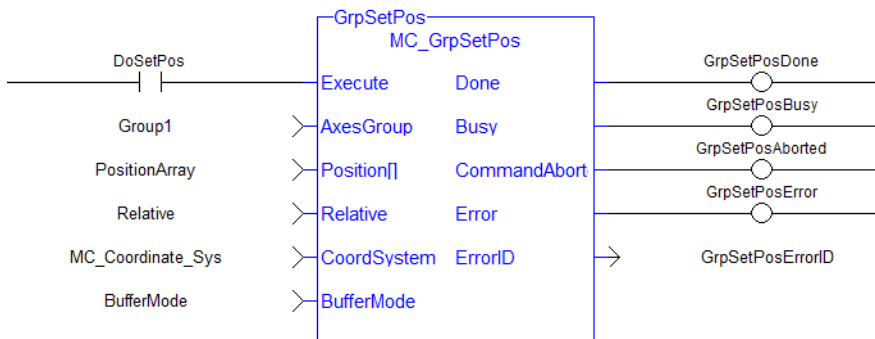 GrpSetPos
MC_GrpSetPos
DoSetPos
Execute Done
GrpSetPosDone
Group1
AxesGroup Busy
GrpSetPosBusy
PositionArray
Position[] CommandAborte
GrpSetPosAborted
Relative
Relative Error
GrpSetPosError
MC_Coordinate_Sys
CoordSystem ErrorID
GrpSetPosErrorID
BufferMode
BufferMode